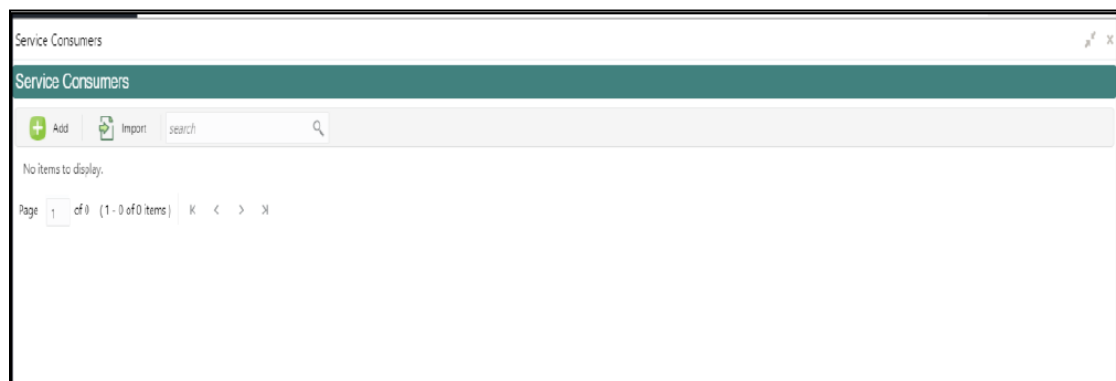 Service Consumers
Service Consumers
Add Import search
No items to display.
Page 1 of 0 (1 - 0 of 0 items)